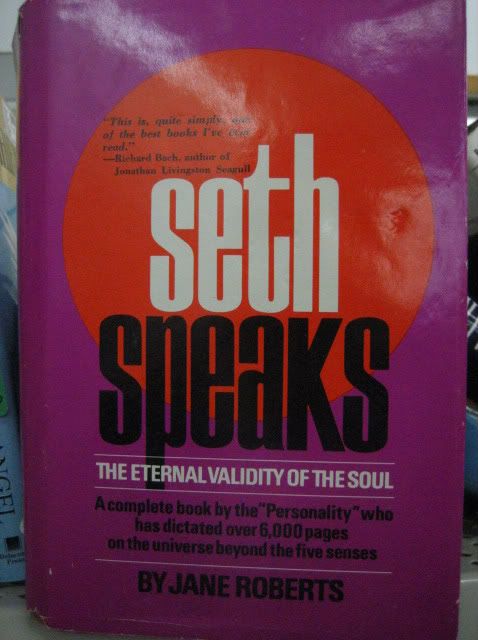 "This is, quite simply, one
of the best books I've ever
read."
—Richard Bach, author of
Jonathan Livingston Seagull
seth
speaks
THE ETERNAL VALIDITY OF THE SOUL
A complete book by the "Personality" who
has dictated over 6,000 pages
on the universe beyond the five senses
BY JANE ROBERTS
ANGEL